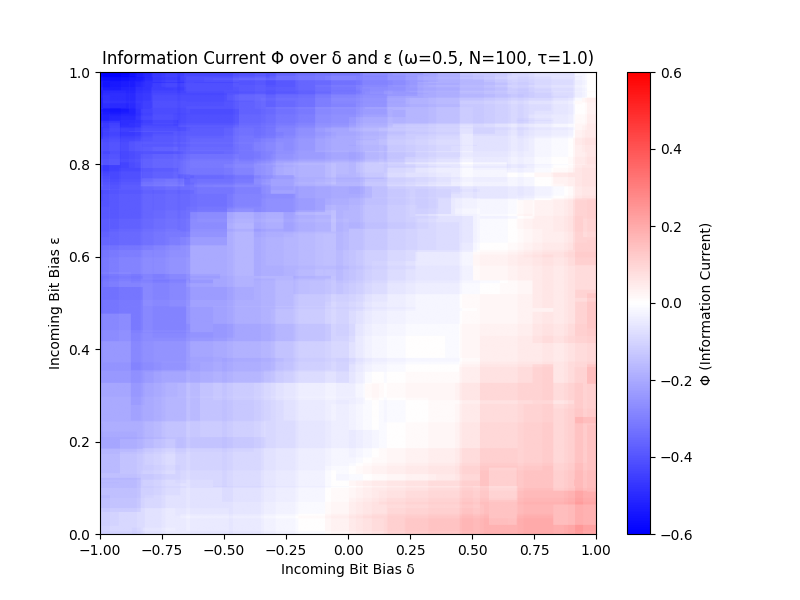 Information Current Φ over δ and ε (ω=0.5, N=100, τ=1.0)
1.0
0.8
0.6
0.4
0.2
0.0
Incoming Bit Bias ε
−1.00 −0.75 −0.50 −0.25 0.00 0.25 0.50 0.75 1.00
Incoming Bit Bias δ
0.6
0.4
0.2
0.0
−0.2
−0.4
−0.6
Φ (Information Current)